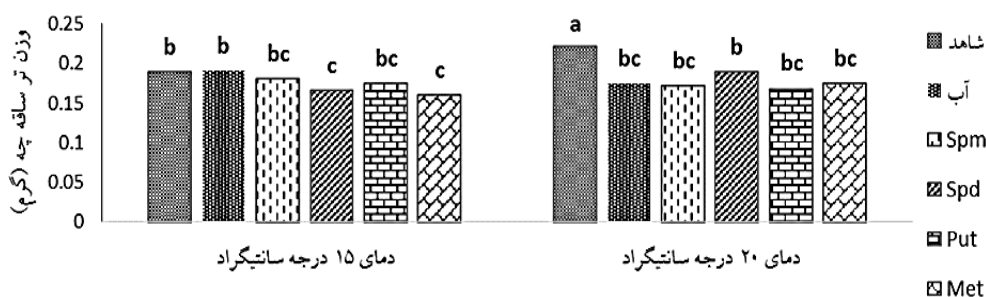 وزن تر ساقه چه (گرم)
0.25
0.2
0.15
0.1
0.05
0
b b bc c bc c
a bc bc b bc bc
دمای ۱۵ درجه سانتیگراد
دمای ۲۰ درجه سانتیگراد
شاهد
آب
Spm
Spd
Put
Met